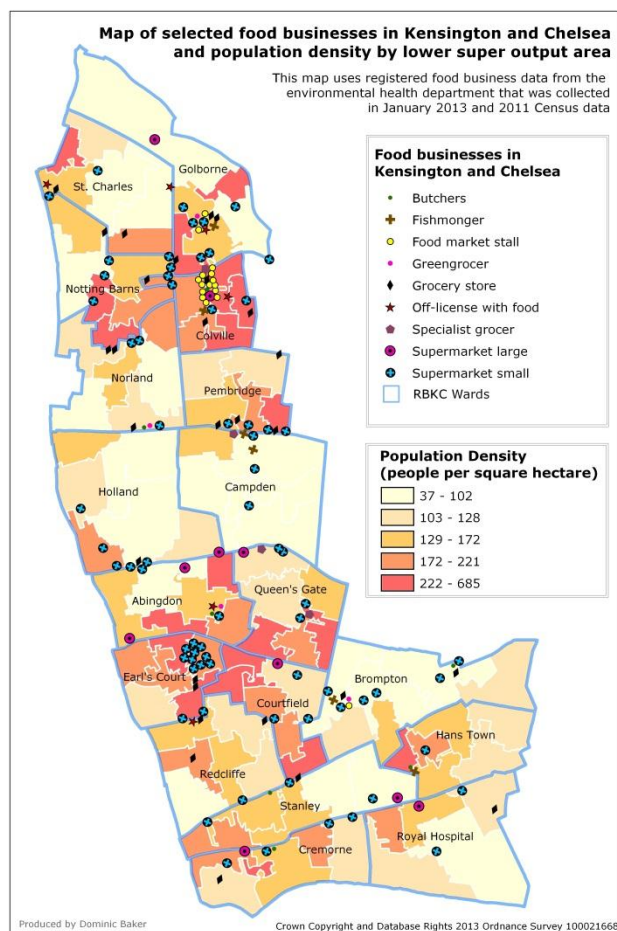 Map of selected food businesses in Kensington and Chelsea
and population density by lower super output area
This map uses registered food business data from the
environmental health department that was collected
in January 2013 and 2011 Census data
Food businesses in
Kensington and Chelsea
Butchers
Fishmonger
Food market stall
Greengrocer
Grocery store
Off-license with food
Specialist grocer
Supermarket large
Supermarket small
RBKC Wards
Population Density
(people per square hectare)
37 - 102
103 - 128
129 - 172
172 - 221
222 - 685
Golborne
St. Charles
Notting Barns
Colville
Norland
Pembridge
Holland
Campden
Abingdon
Queen's Gate
Earl's Court
Brompton
Courtfield
Hans Town
Redcliffe
Stanley
Royal Hospital
Cremorne
Produced by Dominic Baker
Crown Copyright and Database Rights 2013 Ordnance Survey 100021668